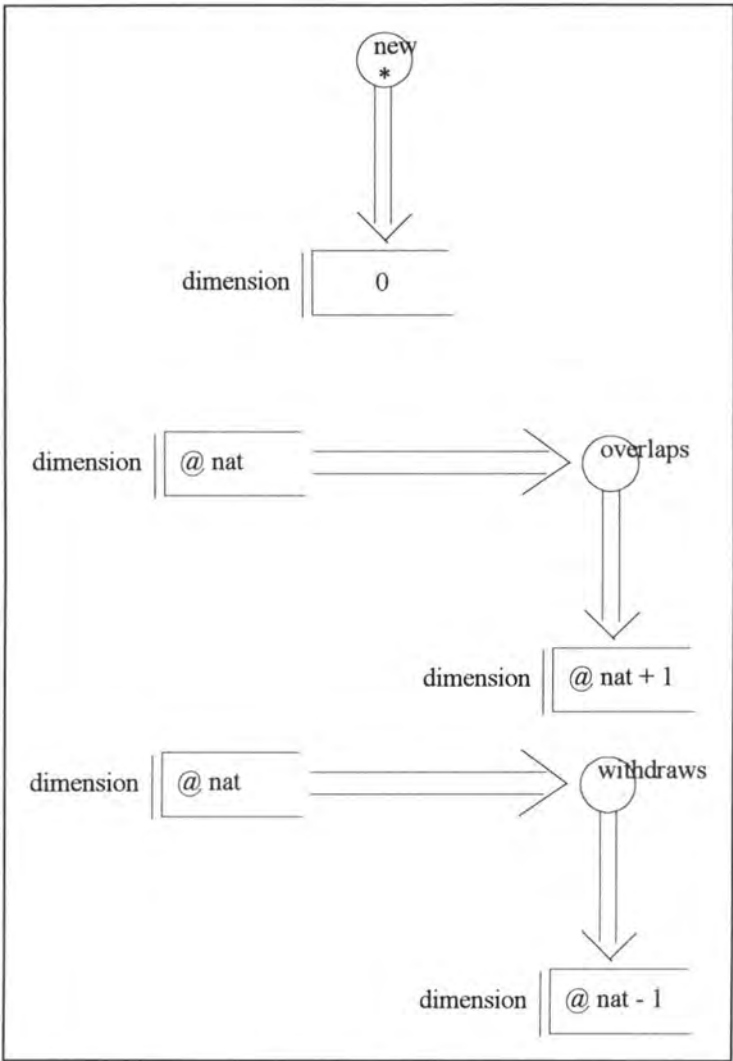 new
*
dimension 0
dimension @ nat
overlaps
dimension @ nat + 1
dimension @ nat
withdraws
dimension @ nat - 1